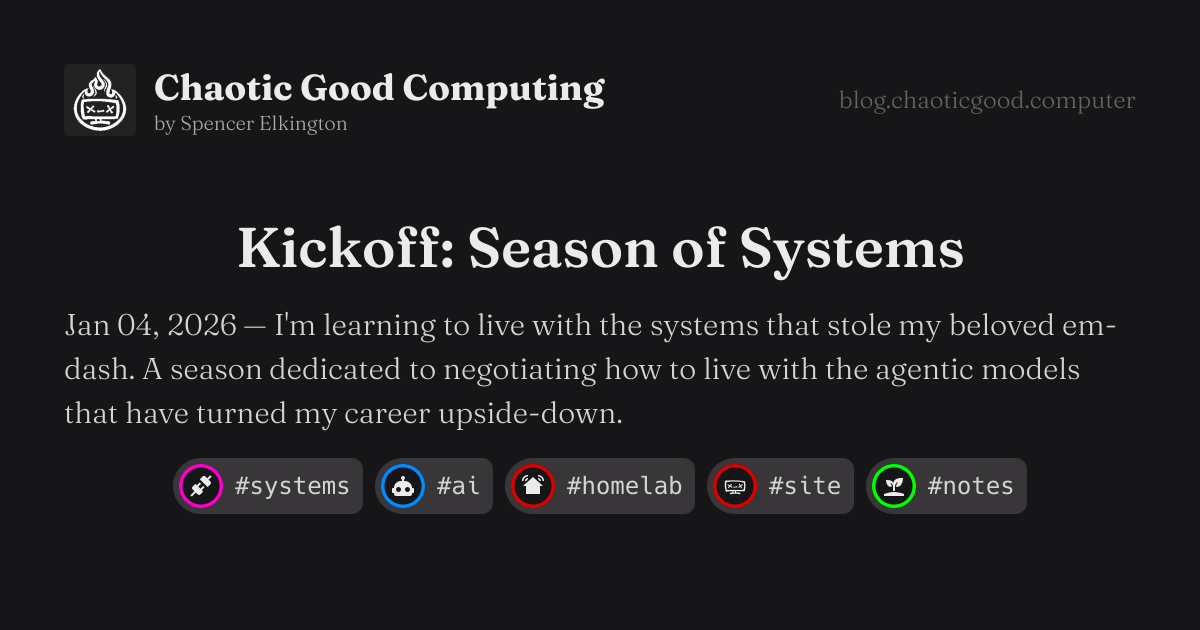 Chaotic Good Computing
by Spencer Elkington
blog.chaoticgood.computer
Kickoff: Season of Systems
Jan 04, 2026 — I'm learning to live with the systems that stole my beloved em-
dash. A season dedicated to negotiating how to live with the agentic models
that have turned my career upside-down.
#systems #ai #homelab #site #notes